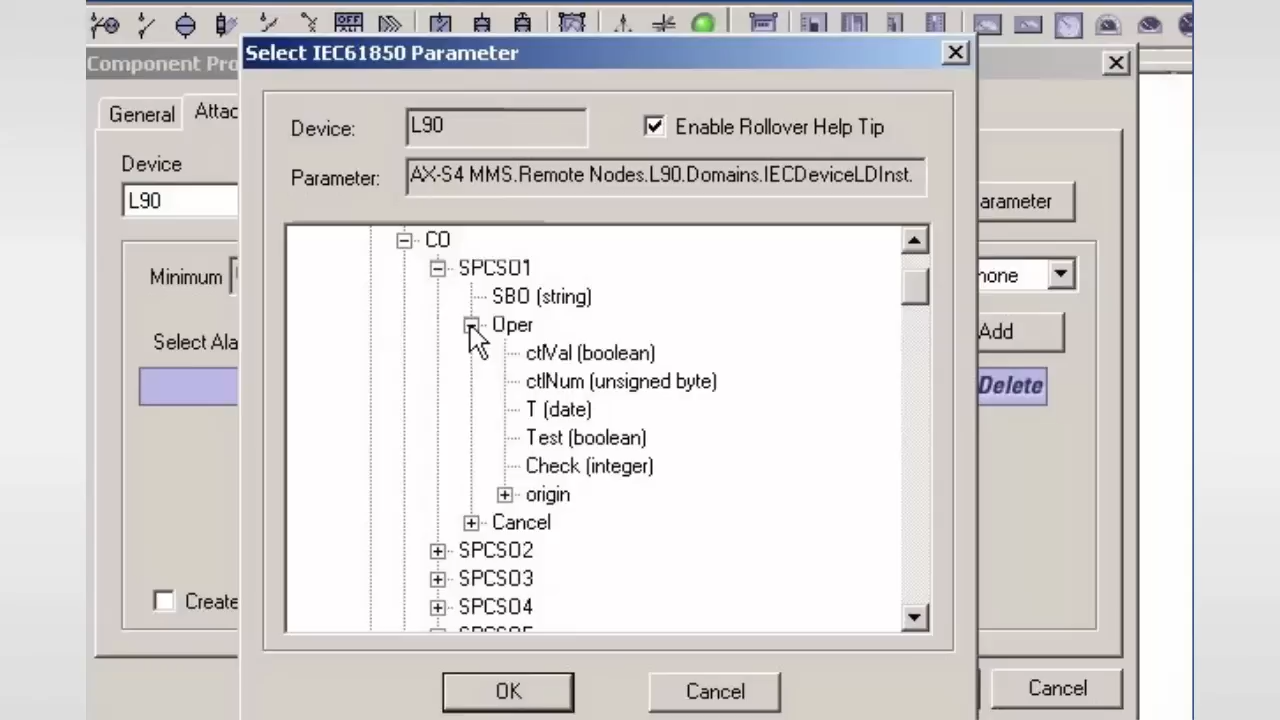 OFF
Select IEC61850 Parameter
Component Pro
General
Attac
Device:
L90
Enable Rollover Help Tip
Device
Parameter:
AX-S4 MMS.Remote Nodes.L90.Domains.IECDeviceLDInst.
L90
arameter
CO
SPCSO1
Minimum
none
SBO (string)
Oper
Add
Select Ala
ctlVal (boolean)
ctlNum (unsigned byte)
Delete
T (date)
Test (boolean)
Check (integer)
origin
Cancel
SPCSO2
SPCSO3
Create
SPCSO4
SPCSO5
OK
Cancel
Cancel